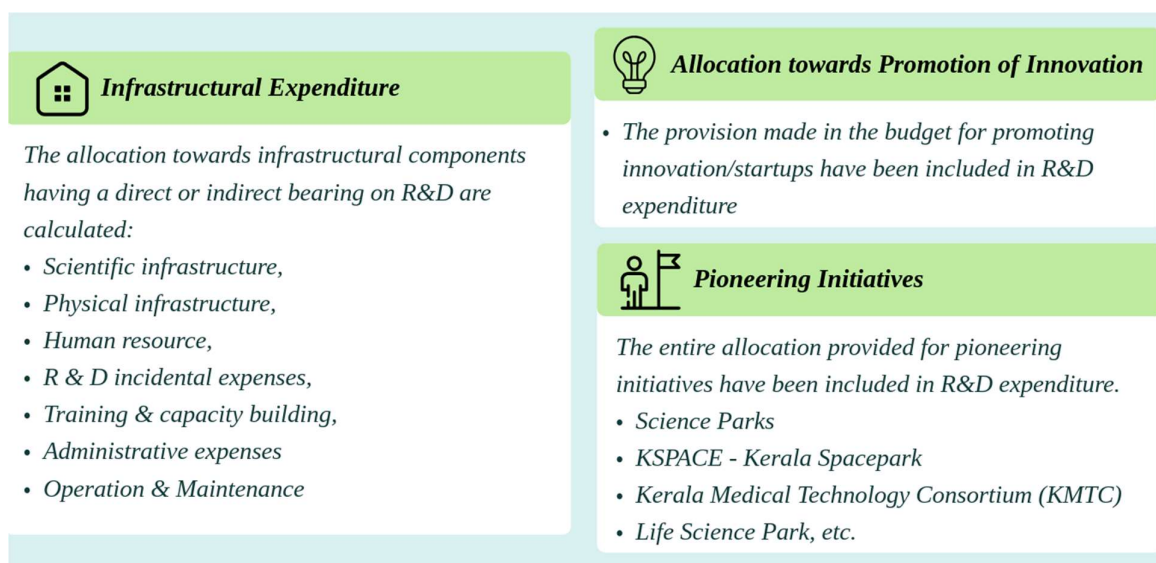 Infrastructural Expenditure
The allocation towards infrastructural components
having a direct or indirect bearing on R&D are
calculated:
• Scientific infrastructure,
• Physical infrastructure,
• Human resource,
• R & D incidental expenses,
• Training & capacity building,
• Administrative expenses
• Operation & Maintenance
Allocation towards Promotion of Innovation
• The provision made in the budget for promoting
innovation/startups have been included in R&D
expenditure
Pioneering Initiatives
The entire allocation provided for pioneering
initiatives have been included in R&D expenditure.
• Science Parks
• KSPACE - Kerala Spacepark
• Kerala Medical Technology Consortium (KMTC)
• Life Science Park, etc.